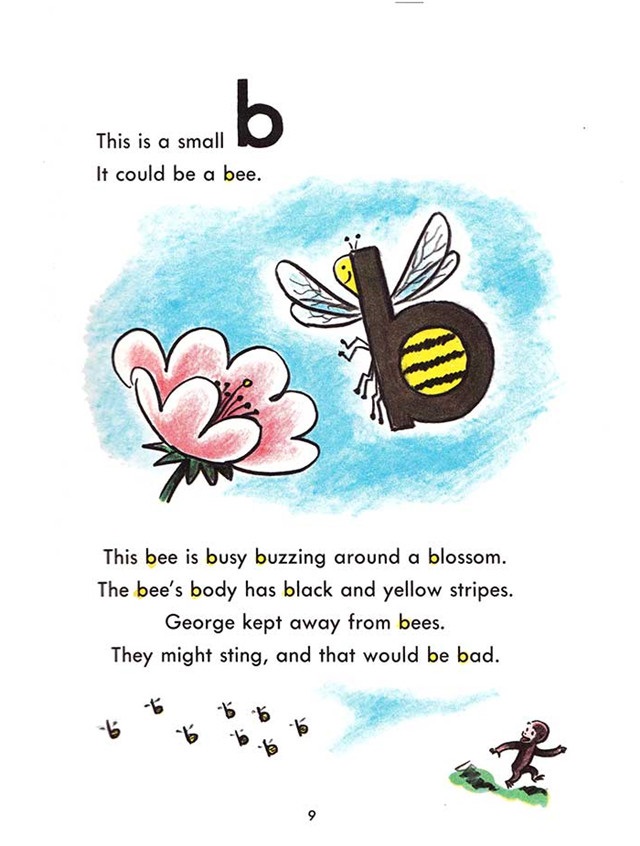 This is a small b
It could be a bee.
b
This bee is busy buzzing around a blossom.
The bee's body has black and yellow stripes.
George kept away from bees.
They might sting, and that would be bad.
b b b b b b b b
9